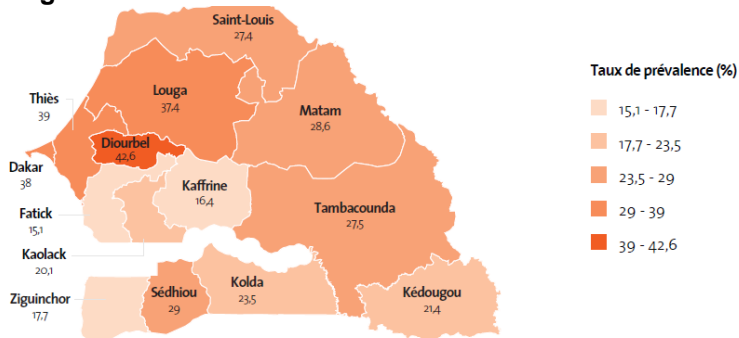 Saint-Louis
27,4
Louga
37,4
Thiès
39
Matam
28,6
Diourbel
42,6
Dakar
38
Kaffrine
16,4
Fatick
15,1
Tambacounda
27,5
Kaolack
20,1
Ziguinchor
17,7
Sédhiou
29
Kolda
23,5
Kédougou
21,4
Taux de prévalence (%)
15,1 - 17,7
17,7 - 23,5
23,5 - 29
29 - 39
39 - 42,6